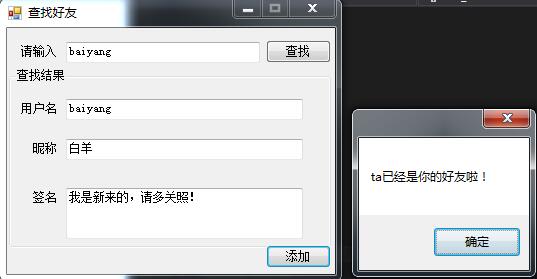 查找好友
请输入 baiyang 查找
查找结果
用户名 baiyang
昵称 白羊
签名 我是新来的，请多关照！
添加
ta已经是你的好友啦！
确定